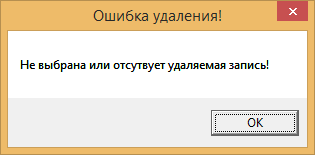 Ошибка удаления!
Не выбрана или отсутвует удаляемая запись!
OK